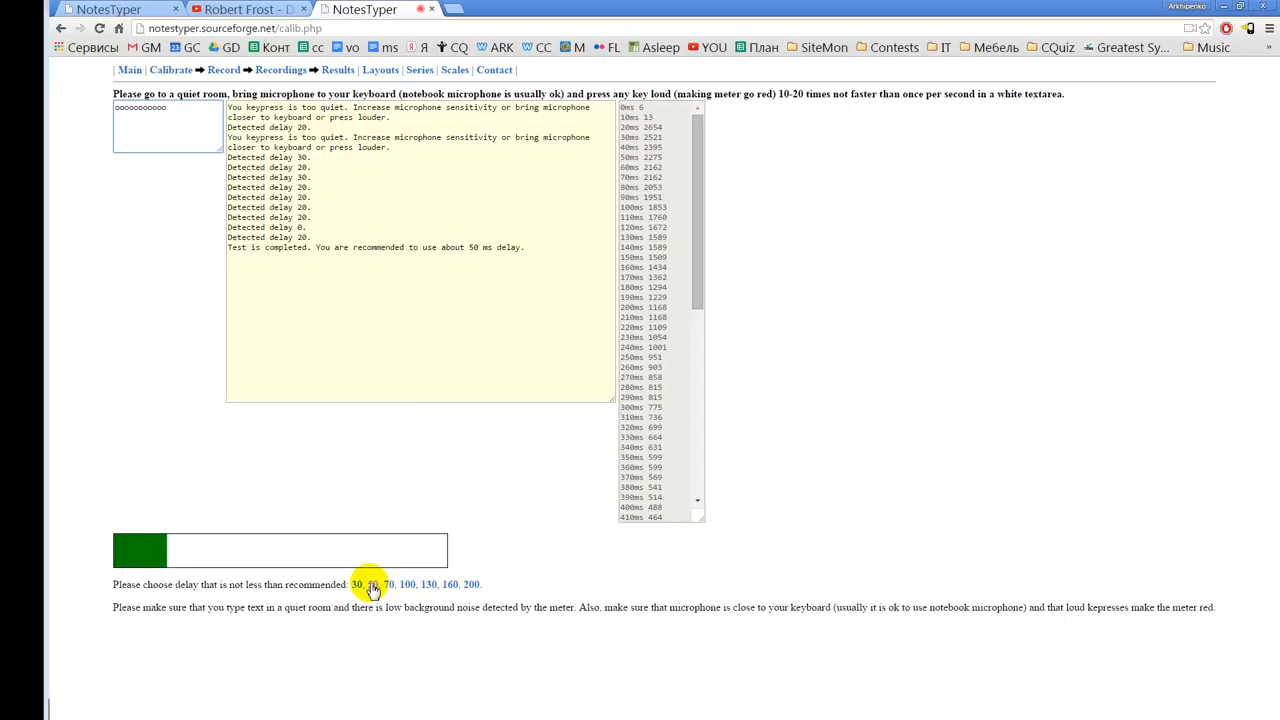 Arkhipenko
NotesTyper
Robert Frost - D
NotesTyper
notestyper.sourceforge.net/calib.php
Сервисы GM GC GD Конт cc vo ms Я CQ ARK CC M FL Asleep YOU План SiteMon Contests IT Мебель CQuiz Greatest Sy... Music »
| Main | Calibrate Record Recordings Results | Layouts | Series | Scales | Contact |
Please go to a quiet room, bring microphone to your keyboard (notebook microphone is usually ok) and press any key loud (making meter go red) 10-20 times not faster than once per second in a white textarea.
ooooooooooo
You keypress is too quiet. Increase microphone sensitivity or bring microphone
closer to keyboard or press louder.
Detected delay 20.
You keypress is too quiet. Increase microphone sensitivity or bring microphone
closer to keyboard or press louder.
Detected delay 30.
Detected delay 20.
Detected delay 30.
Detected delay 20.
Detected delay 20.
Detected delay 20.
Detected delay 20.
Detected delay 0.
Detected delay 20.
Test is completed. You are recommended to use about 50 ms delay.
0ms 6
10ms 13
20ms 2654
30ms 2521
40ms 2395
50ms 2275
60ms 2162
70ms 2162
80ms 2053
90ms 1951
100ms 1853
110ms 1760
120ms 1672
130ms 1589
140ms 1589
150ms 1509
160ms 1434
170ms 1362
180ms 1294
190ms 1229
200ms 1168
210ms 1168
220ms 1109
230ms 1054
240ms 1001
250ms 951
260ms 903
270ms 858
280ms 815
290ms 815
300ms 775
310ms 736
320ms 699
330ms 664
340ms 631
350ms 599
360ms 599
370ms 569
380ms 541
390ms 514
400ms 488
410ms 464
Please choose delay that is not less than recommended: 30, 50, 70, 100, 130, 160, 200.
Please make sure that you type text in a quiet room and there is low background noise detected by the meter. Also, make sure that microphone is close to your keyboard (usually it is ok to use notebook microphone) and that loud kepresses make the meter red.